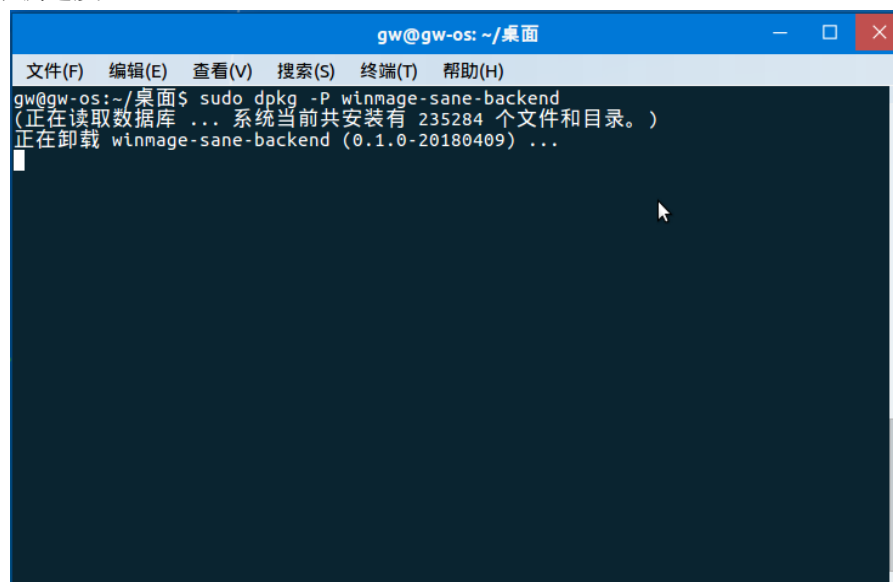 gw@gw-os: ~/桌面
文件(F) 编辑(E) 查看(V) 搜索(S) 终端(T) 帮助(H)
gw@gw-os:~/桌面$ sudo dpkg -P winmage-sane-backend
(正在读取数据库 ... 系统当前共安装有 235284 个文件和目录。)
正在卸载 winmage-sane-backend (0.1.0-20180409) ...